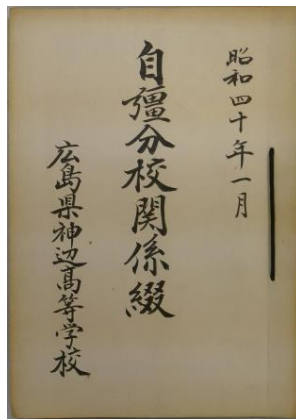 昭和四十年一月
自彊分校関係綴
広島県神辺高等学校